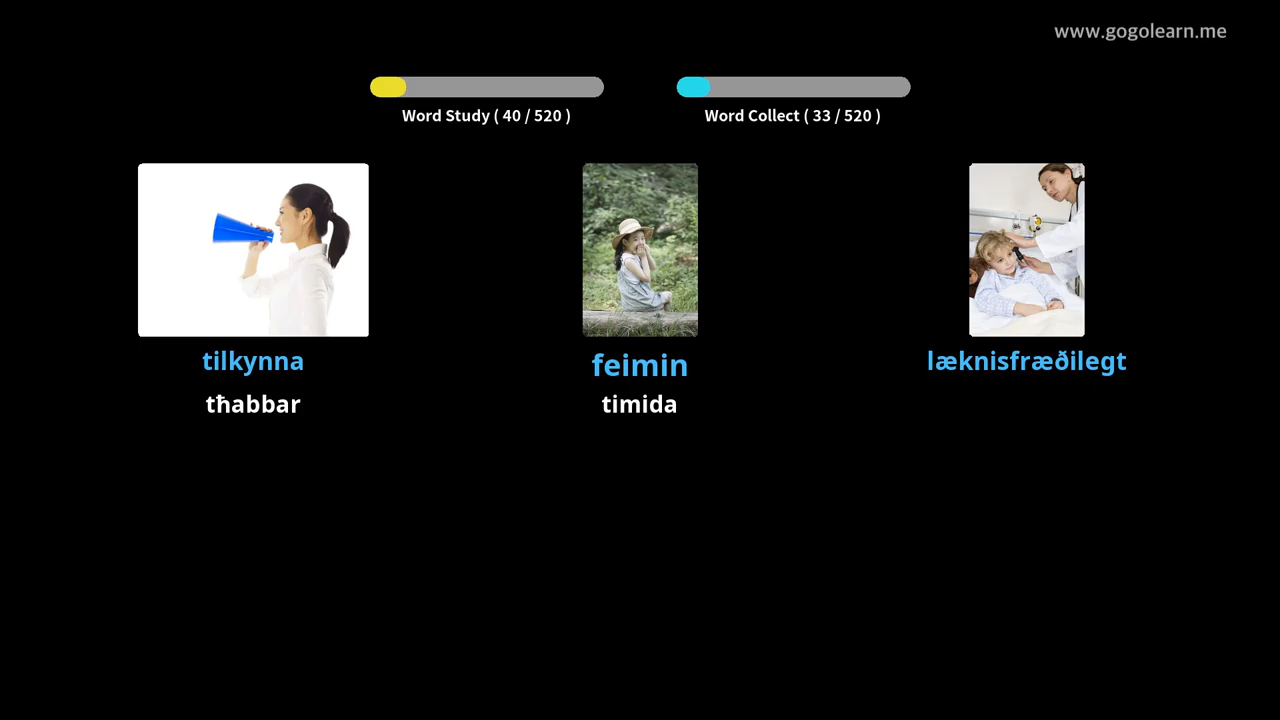 www.gogolearn.me
Word Study ( 40 / 520 )
Word Collect ( 33 / 520 )
tilkynna
tħabbar
feimin
timida
læknisfræðilegt